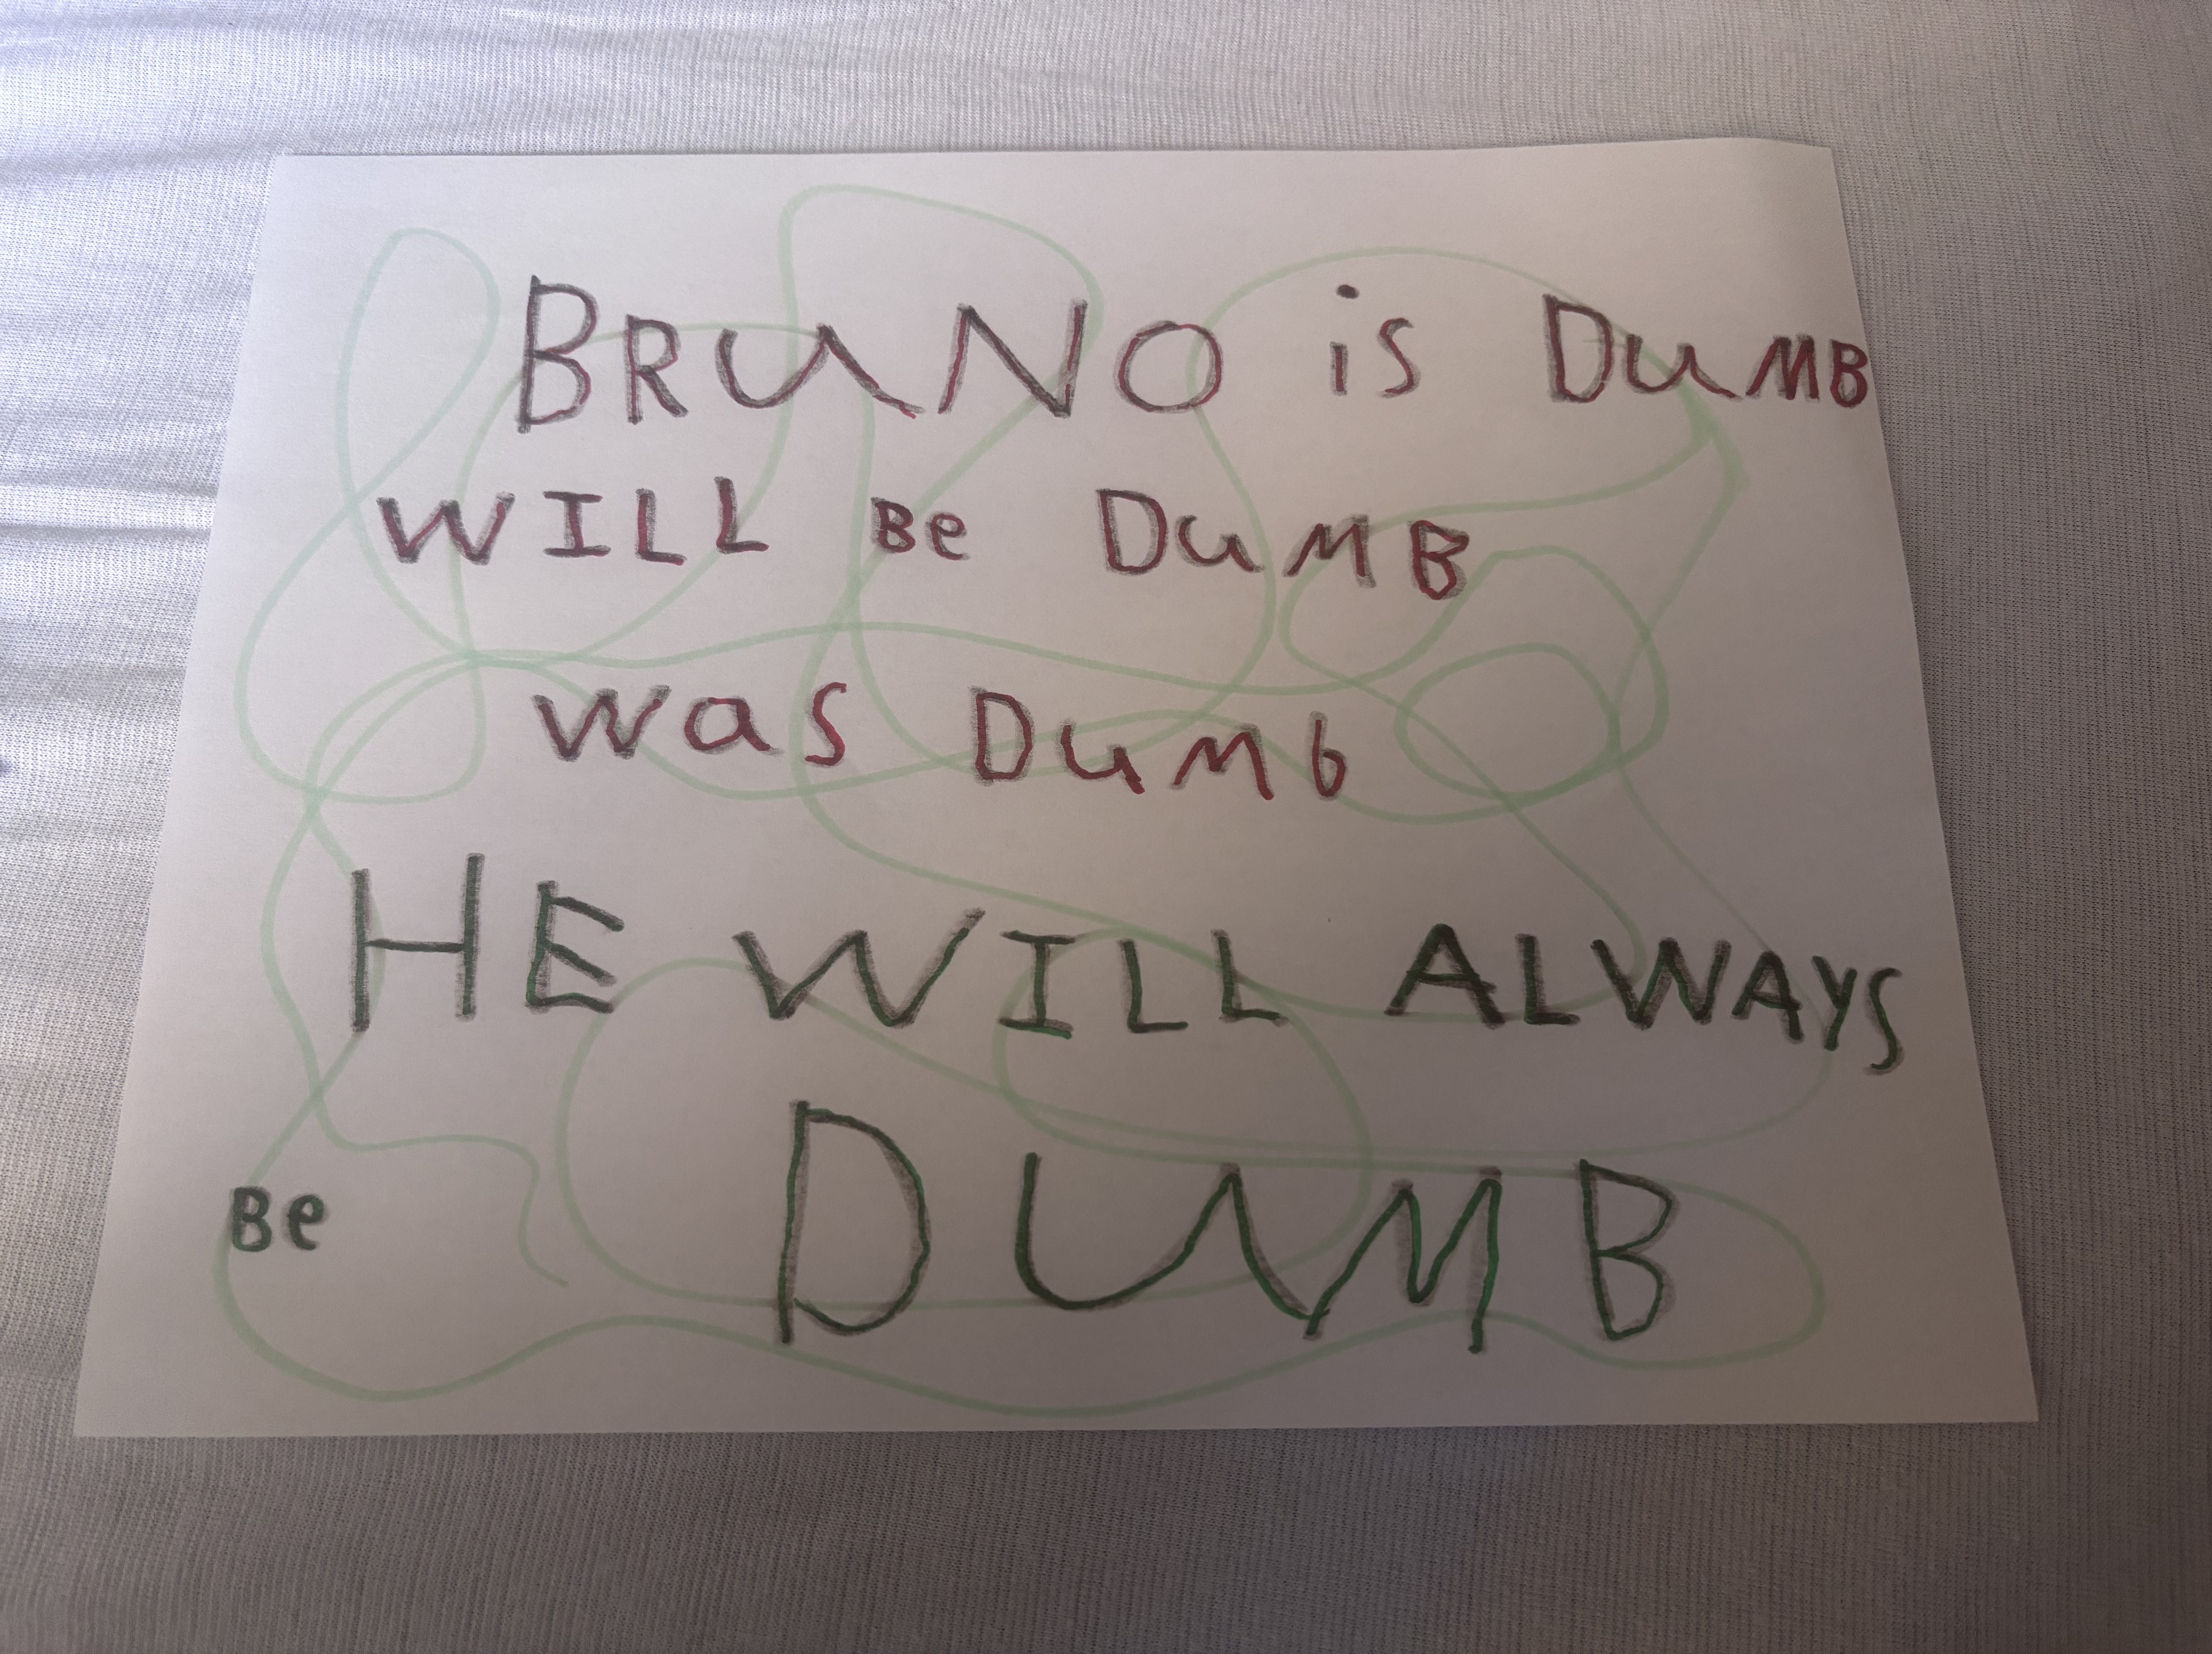 BRUNO is DUMB
WILL Be DuMB
was DuMb
HE WILL ALWAYS
Be DUMB